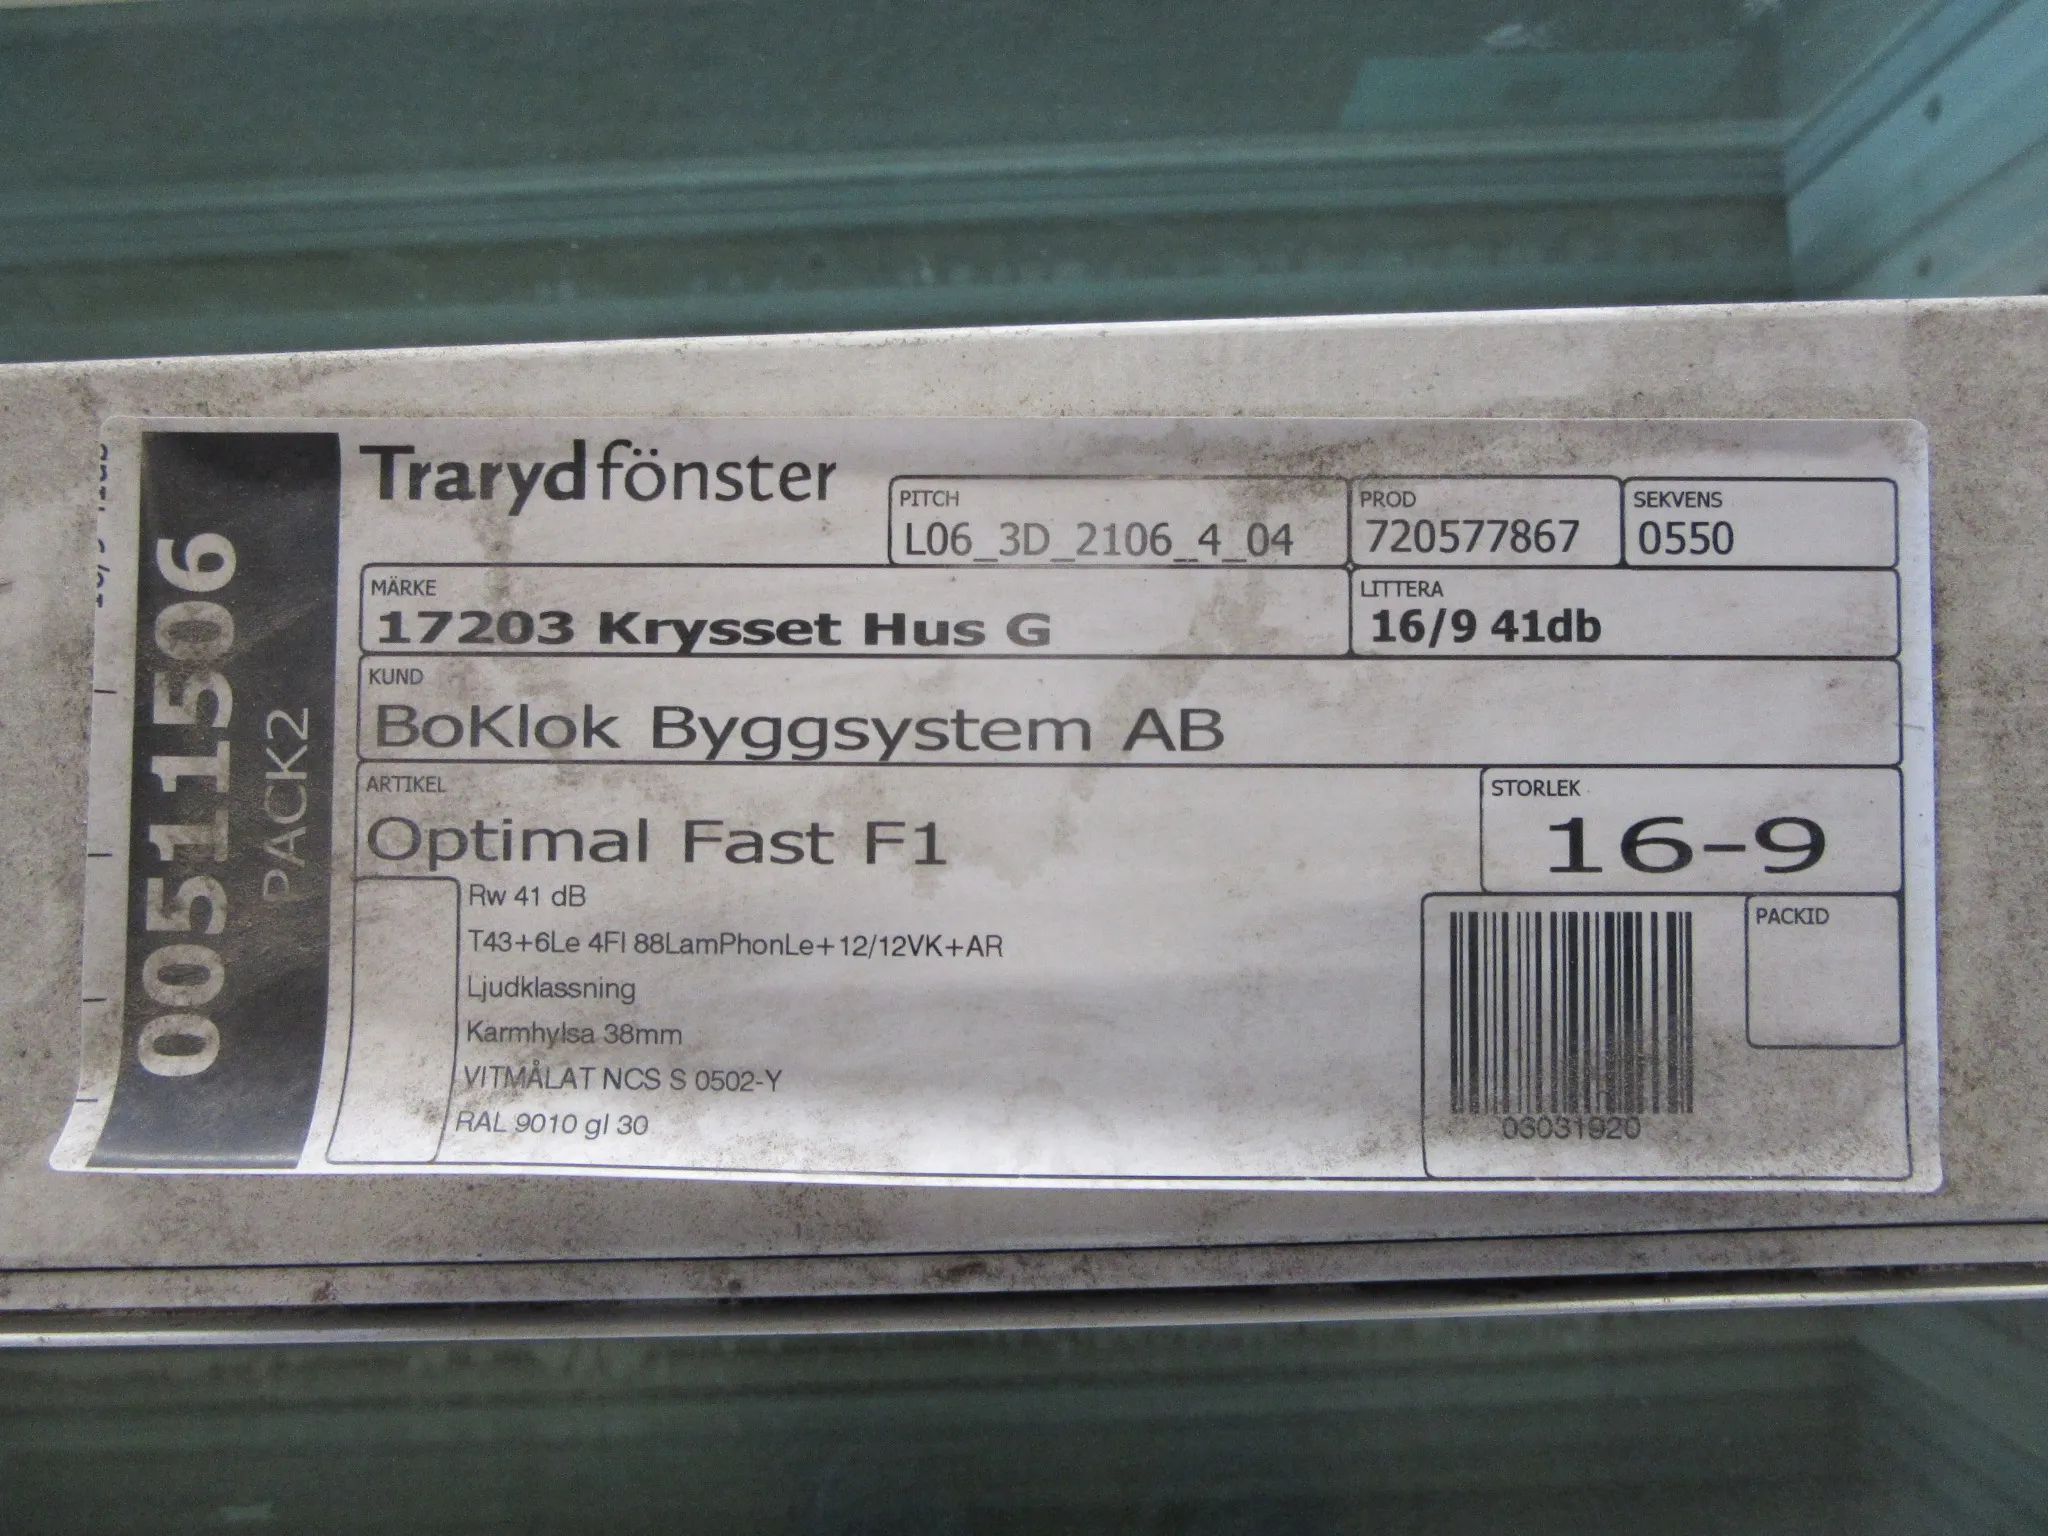 Trarydfönster
PITCH
L06_3D_2106_4_04
PROD
720577867
SEKVENS
0550
MÄRKE
17203 Krysset Hus G
LITTERA
16/9 41db
KUND
BoKlok Byggsystem AB
ARTIKEL
Optimal Fast F1
STORLEK
16-9
Rw 41 dB
T43+6Le 4Fl 88LamPhonLe+12/12VK+AR
Ljudklassning
Karmhylsa 38mm
VITMÅLAT NCS S 0502-Y
RAL 9010 gl 30
PACKID
03031920
00511506
PACK2